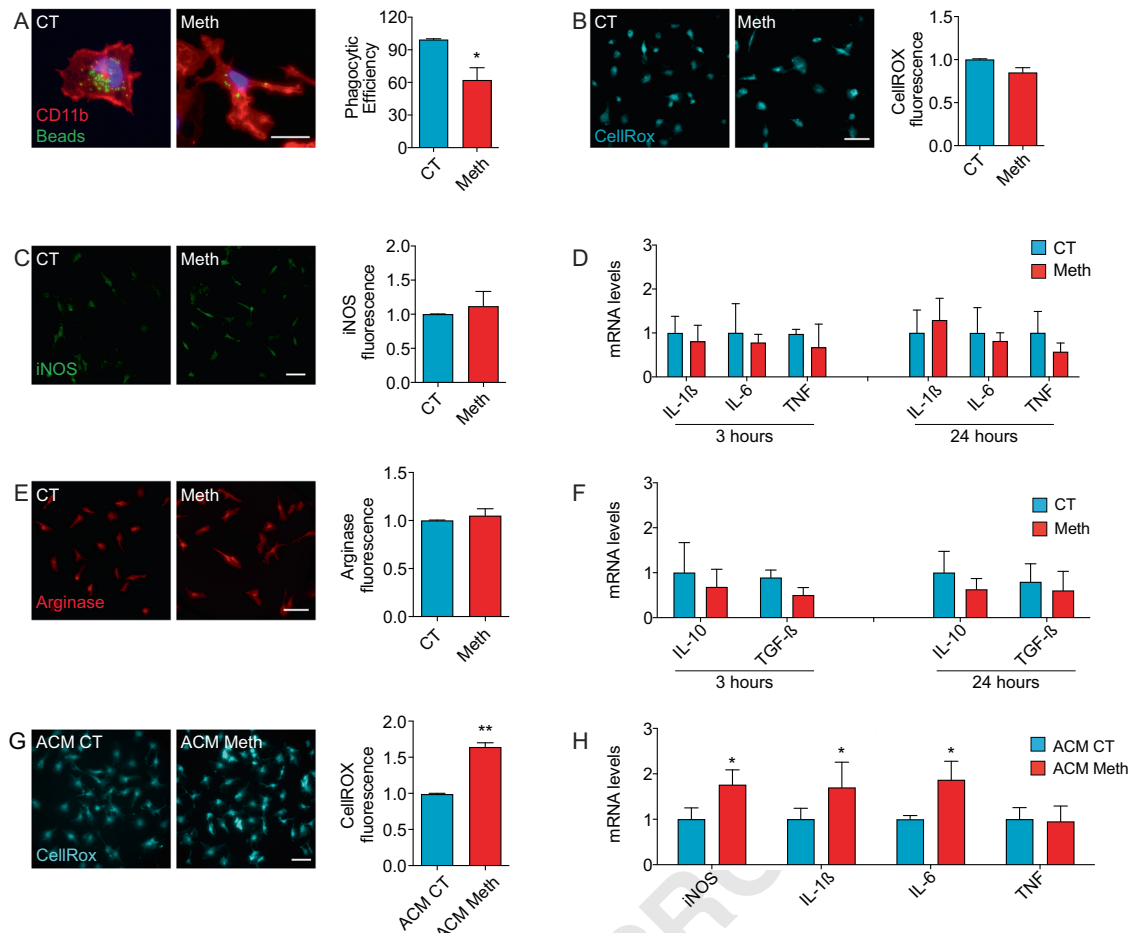 A
CT
Meth
CD11b
Beads
Phagocytic
Efficiency
120
90
60
30
0
*
CT
Meth
B
CT
Meth
CellRox
CellROX
fluorescence
1.5
1.0
0.5
0.0
CT
Meth
C
CT
Meth
iNOS
iNOS
fluorescence
2.0
1.5
1.0
0.5
0.0
CT
Meth
D
mRNA levels
3
2
1
0
CT
Meth
IL-1ß
IL-6
TNF
IL-1ß
IL-6
TNF
3 hours
24 hours
E
CT
Meth
Arginase
Arginase
fluorescence
1.5
1.0
0.5
0.0
CT
Meth
F
mRNA levels
3
2
1
0
CT
Meth
IL-10
TGF-ß
IL-10
TGF-ß
3 hours
24 hours
G
ACM CT
ACM Meth
CellRox
CellROX
fluorescence
2.0
1.5
1.0
0.5
0.0
**
ACM CT
ACM Meth
H
mRNA levels
3
2
1
0
* * *
ACM CT
ACM Meth
iNOS
IL-1ß
IL-6
TNF